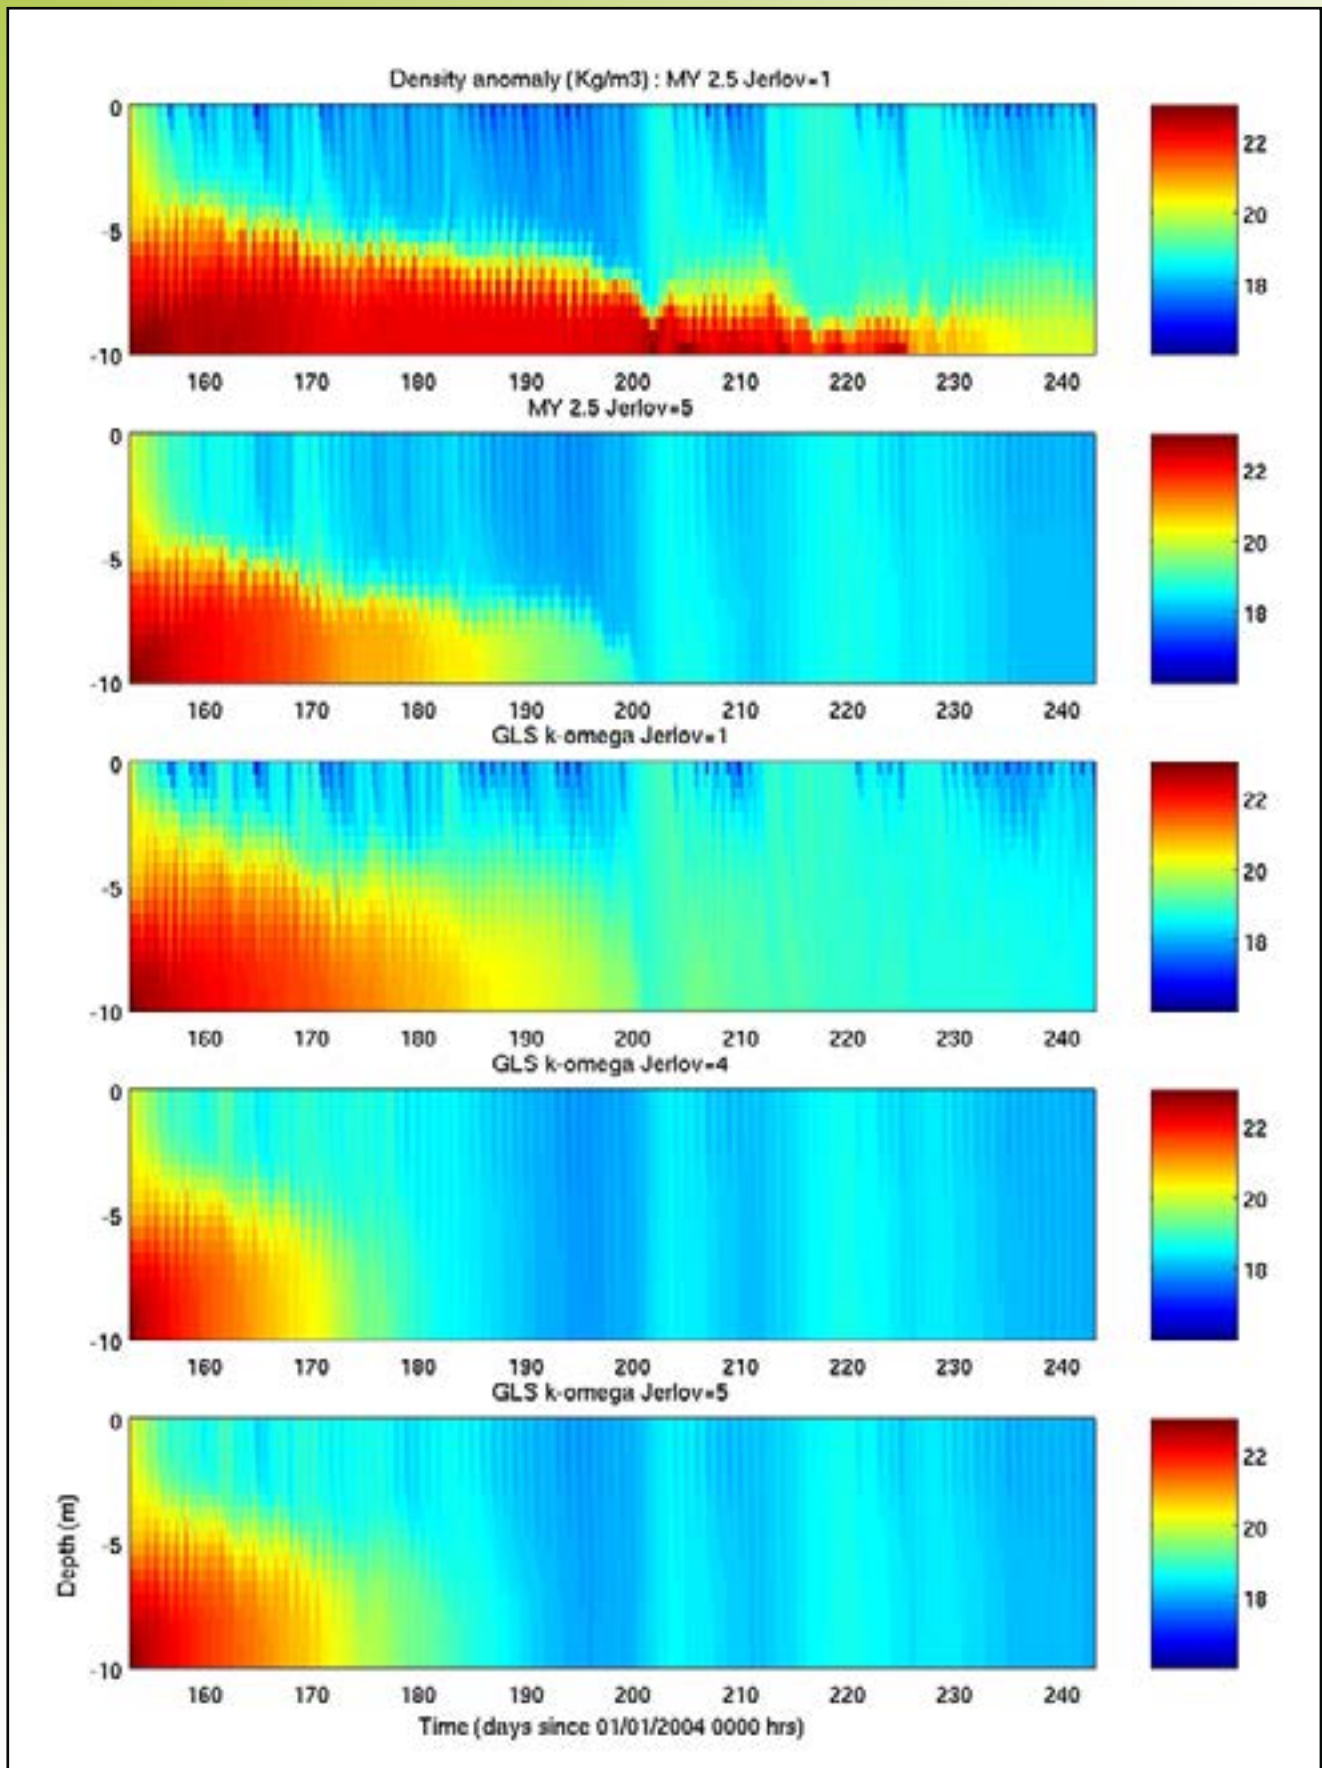 Density anomaly (Kg/m3) : MY 2.5 Jerlov=1
0
-5
-10
160 170 180 190 200 210 220 230 240
22
20
18
MY 2.5 Jerlov=5
0
-5
-10
160 170 180 190 200 210 220 230 240
22
20
18
GLS k-omega Jerlov=1
0
-5
-10
160 170 180 190 200 210 220 230 240
22
20
18
GLS k-omega Jerlov=4
0
-5
-10
160 170 180 190 200 210 220 230 240
22
20
18
GLS k-omega Jerlov=5
0
-5
-10
Depth (m)
160 170 180 190 200 210 220 230 240
22
20
18
Time (days since 01/01/2004 0000 hrs)